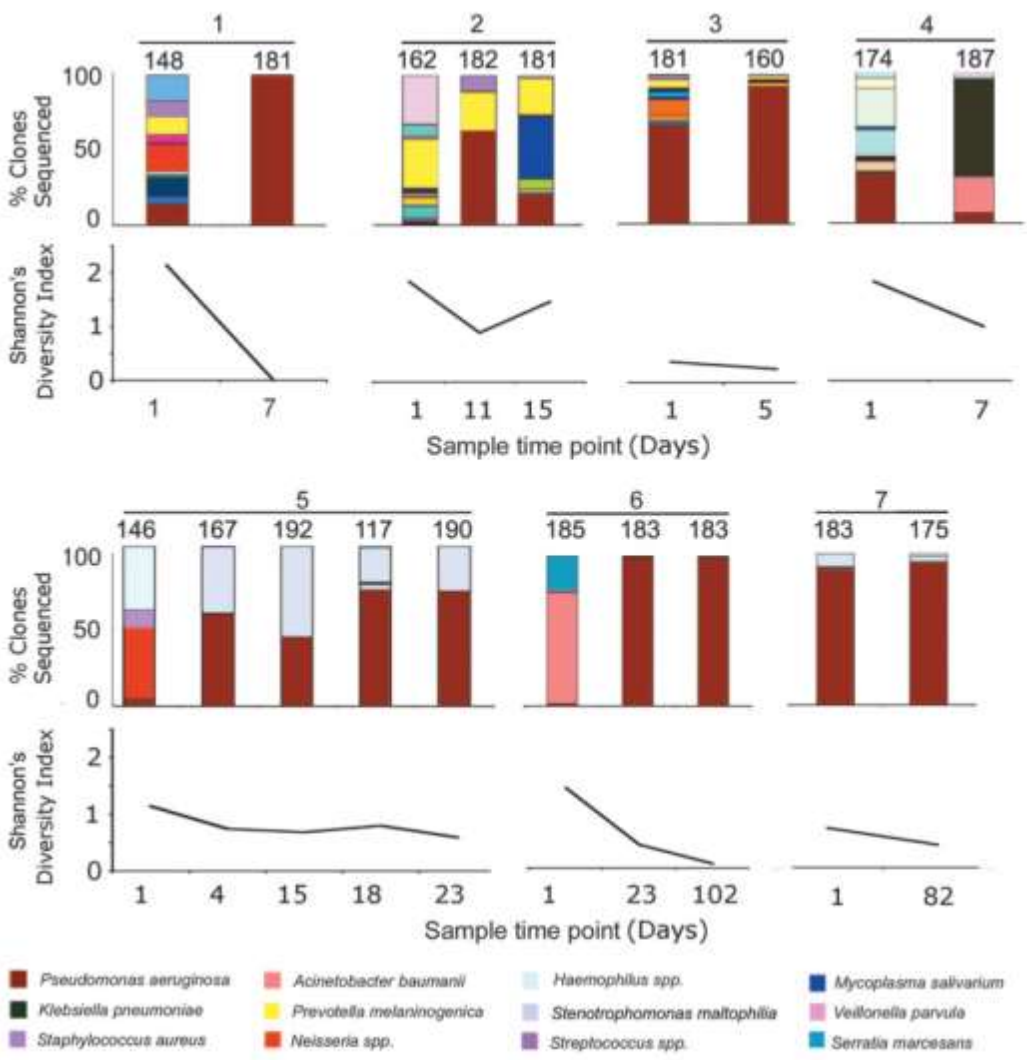 1 2 3 4
148 181 162 182 181 181 160 174 187
% Clones
Sequenced
100
50
0
Shannon's
Diversity Index
2
1
0
1 7 1 11 15 1 5 1 7
Sample time point (Days)
5 6 7
146 167 192 117 190 185 183 183 183 175
% Clones
Sequenced
100
50
0
Shannon's
Diversity Index
2
1
0
1 4 15 18 23 1 23 102 1 82
Sample time point (Days)
Pseudomonas aeruginosa Acinetobacter baumanii Haemophilus spp. Mycoplasma salivarium
Klebsiella pneumoniae Prevotella melaninogenica Stenotrophomonas maltophilia Veillonella parvula
Staphylococcus aureus Neisseria spp. Streptococcus spp. Serratia marcesans